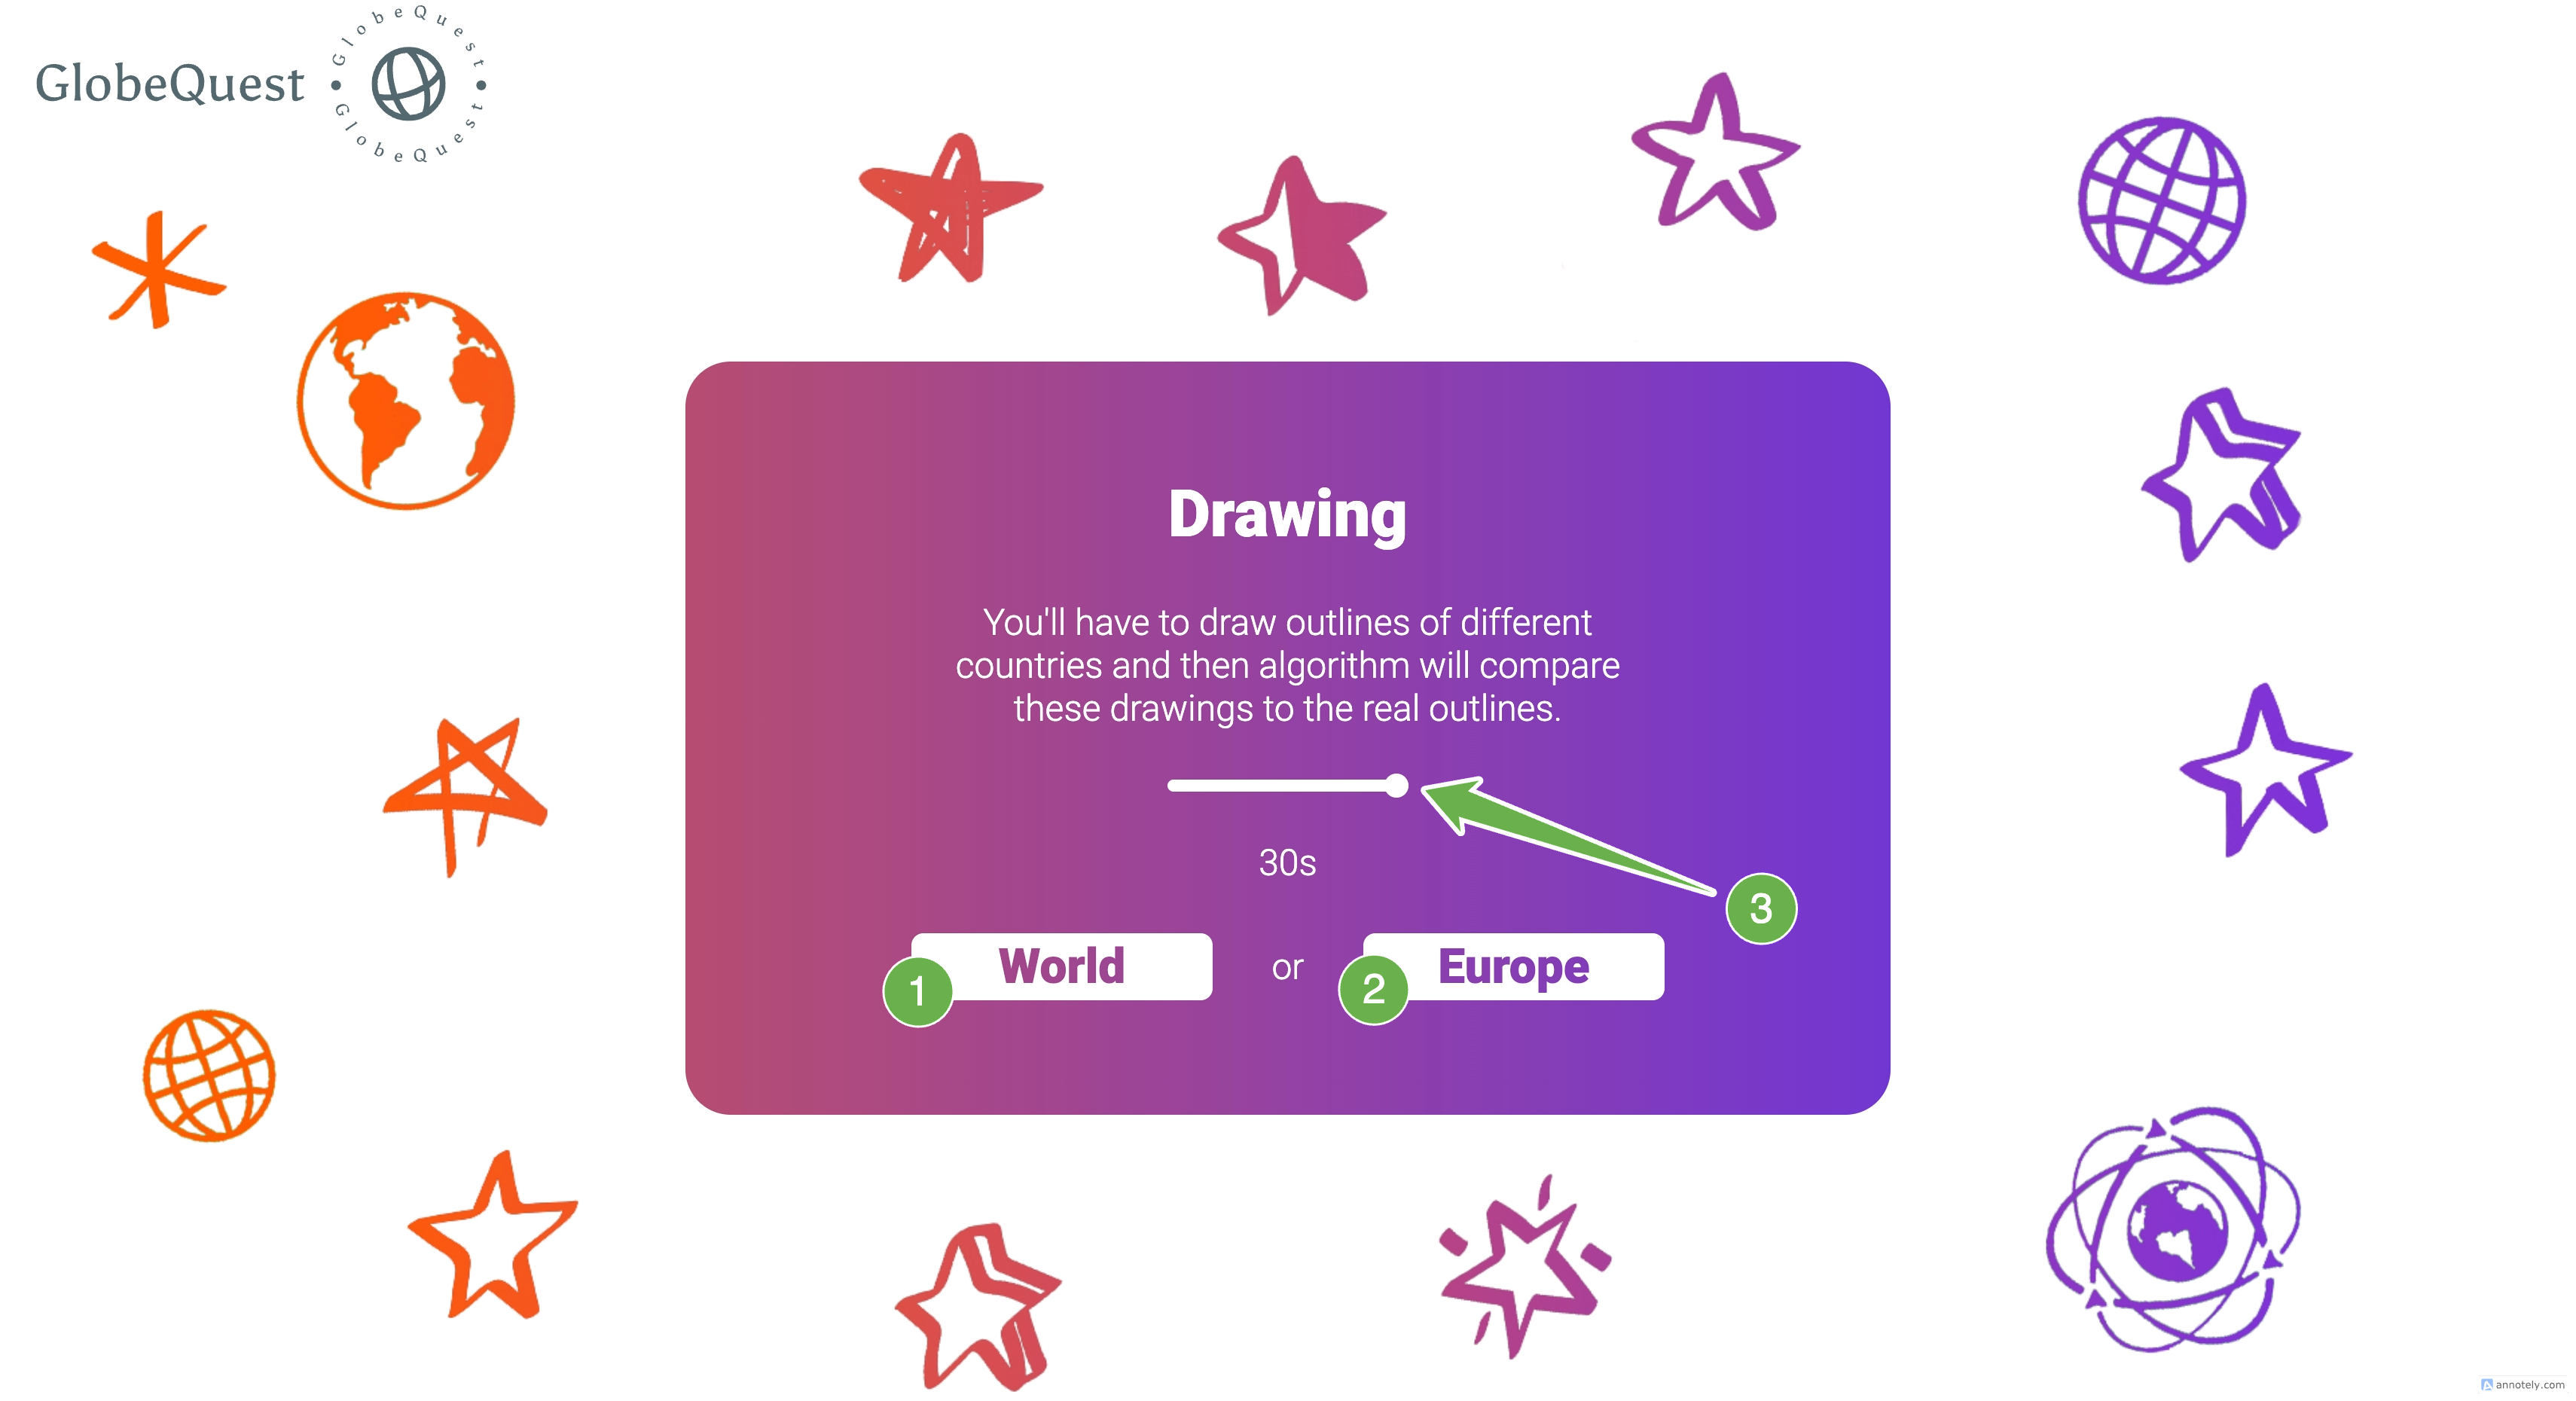 GlobeQuest
GlobeQuest
GlobeQuest
Drawing
You'll have to draw outlines of different
countries and then algorithm will compare
these drawings to the real outlines.
30s
3
1
World
or
2
Europe
annotely.com